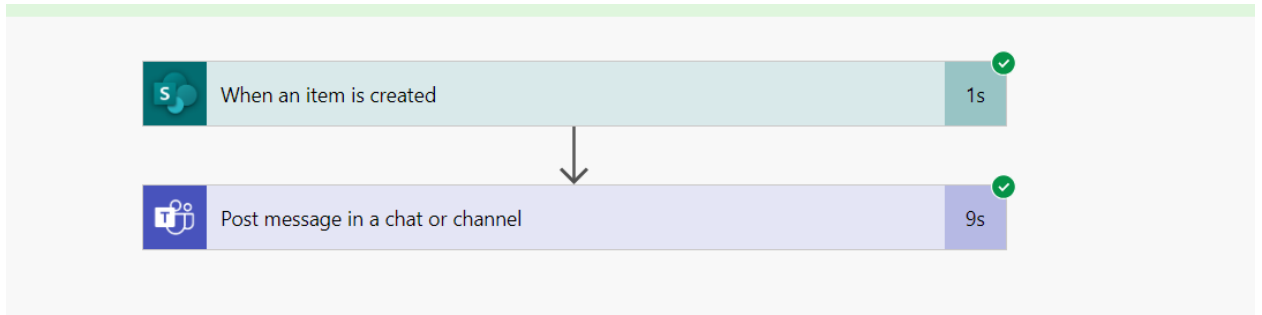 S
When an item is created
1s
T
Post message in a chat or channel
9s